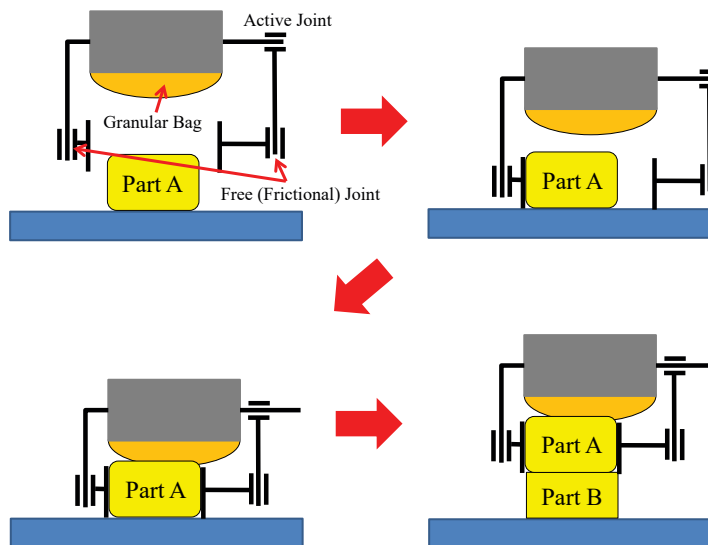 Active Joint
Granular Bag
Part A
Free (Frictional) Joint
Part A
Part A
Part A
Part B